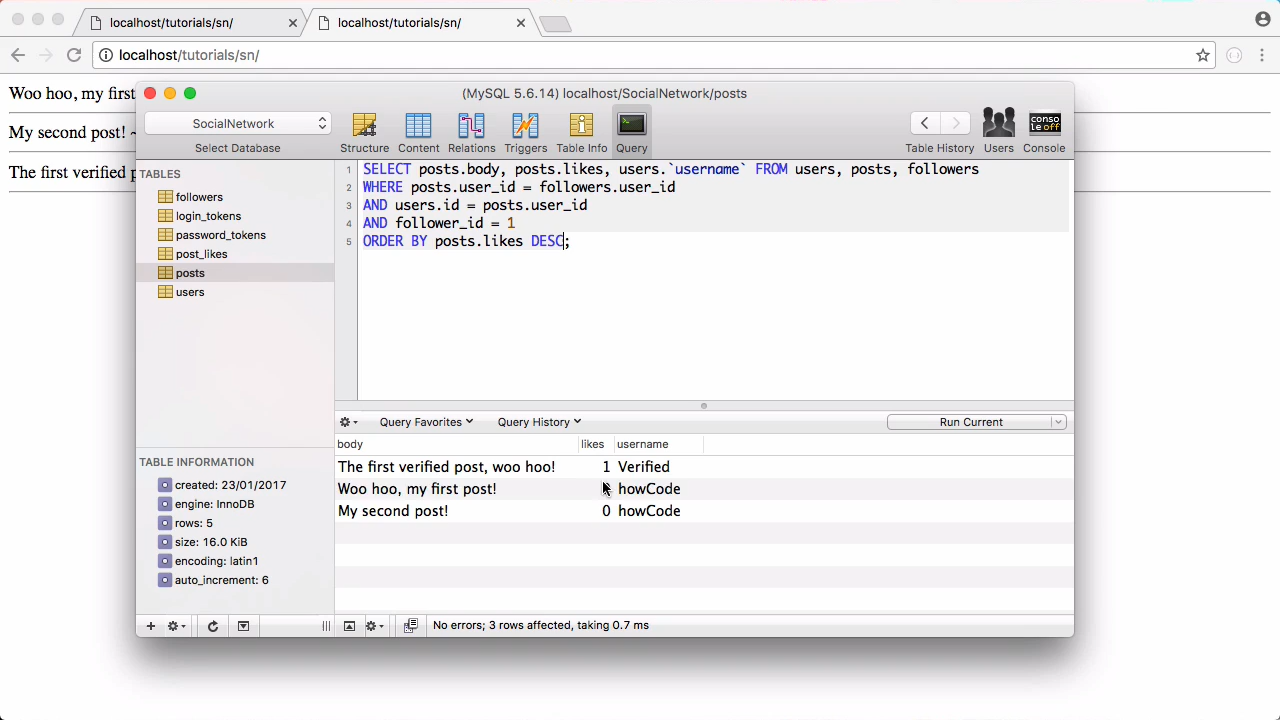 localhost/tutorials/sn/
localhost/tutorials/sn/
localhost/tutorials/sn/
Woo hoo, my first
My second post! ~
The first verified
(MySQL 5.6.14) localhost/SocialNetwork/posts
SocialNetwork
Select Database
Structure
Content
Relations
Triggers
Table Info
Query
Table History
Users
conso
le off
Console
TABLES
followers
login_tokens
password_tokens
post_likes
posts
users
1 SELECT posts.body, posts.likes, users.`username` FROM users, posts, followers
2 WHERE posts.user_id = followers.user_id
3 AND users.id = posts.user_id
4 AND follower_id = 1
5 ORDER BY posts.likes DESC;
Query Favorites
Query History
Run Current
body likes username
The first verified post, woo hoo! 1 Verified
Woo hoo, my first post! howCode
My second post! 0 howCode
TABLE INFORMATION
created: 23/01/2017
engine: InnoDB
rows: 5
size: 16.0 KiB
encoding: latin1
auto_increment: 6
No errors; 3 rows affected, taking 0.7 ms